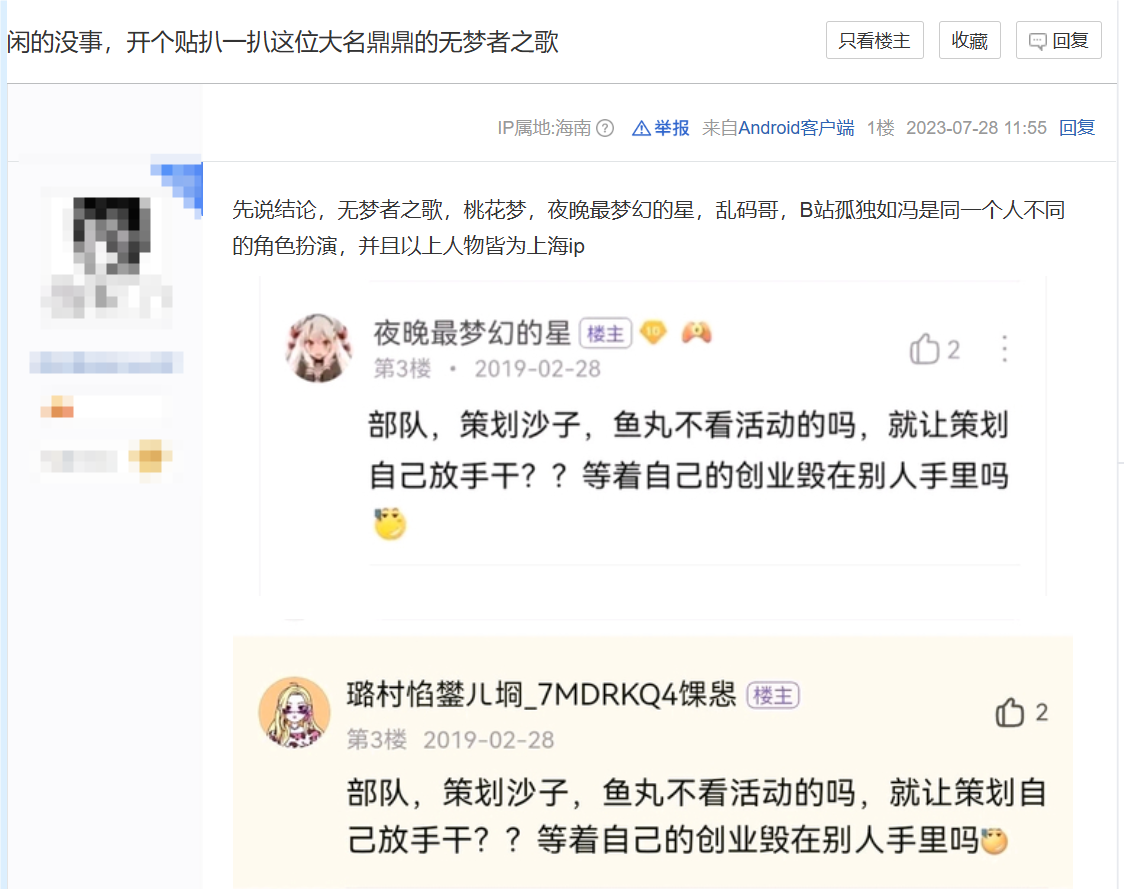 闲的没事，开个贴扒一扒这位大名鼎鼎的无梦者之歌
只看楼主
收藏
回复
IP属地:海南
举报
来自Android客户端
1楼
2023-07-28 11:55
回复
先说结论，无梦者之歌，桃花梦，夜晚最梦幻的星，乱码哥，B站孤独如冯是同一个人不同
的角色扮演，并且以上人物皆为上海ip
夜晚最梦幻的星 楼主 10
2
第3楼 · 2019-02-28
部队，策划沙子，鱼丸不看活动的吗，就让策划
自己放手干？？等着自己的创业毁在别人手里吗
璐村惂鐢ㄦ埛_7MDRKQ4馃惥 楼主
2
第3楼 2019-02-28
部队，策划沙子，鱼丸不看活动的吗，就让策划自
己放手干？？等着自己的创业毁在别人手里吗